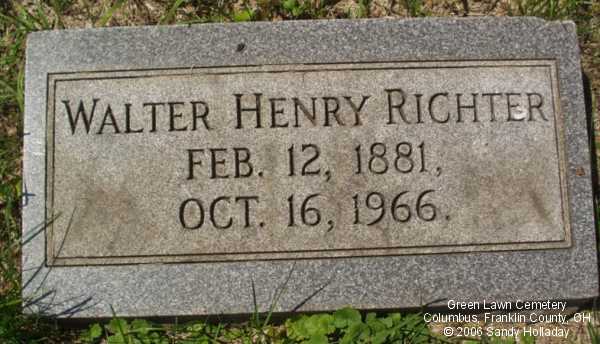 WALTER HENRY RICHTER
FEB. 12, 1881,
OCT. 16, 1966.
Green Lawn Cemetery
Columbus, Franklin County, OH
© 2006 Sandy Holladay